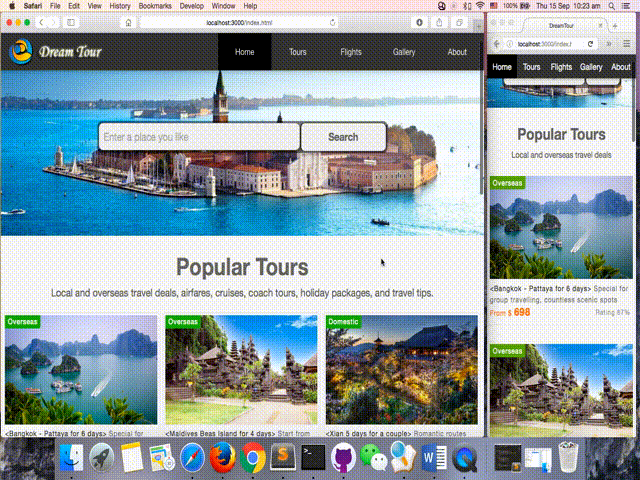 Safari File Edit View History Bookmarks Develop Window Help
100% Thu 15 Sep 10:23 am
localhost:3000/index.html
Dream Tour
Home Tours Flights Gallery About
Enter a place you like
Search
Popular Tours
Local and overseas travel deals, airfares, cruises, coach tours, holiday packages, and travel tips.
Overseas
<Bangkok - Pattaya for 6 days> Special for
Overseas
<Maldives Beas Island for 4 days> Start from
Domestic
<Xian 5 days for a couple> Romantic routes
DreamTour
localhost:3000/index.h
Home Tours Flights Gallery About
Popular Tours
Local and overseas travel deals
Overseas
<Bangkok - Pattaya for 6 days> Special for
group travelling, countless scenic spots
From $ 698 Rating 87%
Overseas